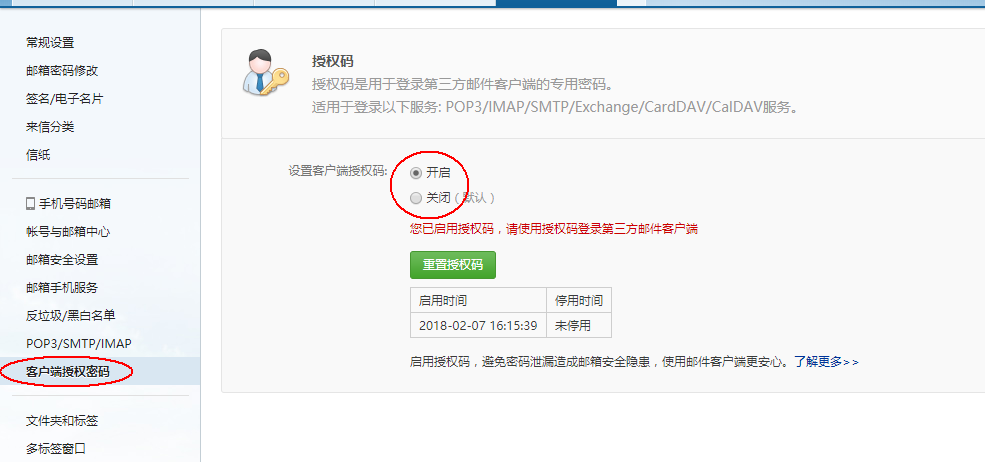 常规设置
邮箱密码修改
签名/电子名片
来信分类
信纸
手机号码邮箱
帐号与邮箱中心
邮箱安全设置
邮箱手机服务
反垃圾/黑白名单
POP3/SMTP/IMAP
客户端授权密码
文件夹和标签
多标签窗口
授权码
授权码是用于登录第三方邮件客户端的专用密码。
适用于登录以下服务: POP3/IMAP/SMTP/Exchange/CardDAV/CalDAV服务。
设置客户端授权码: 开启
关闭（默认）
您已启用授权码，请使用授权码登录第三方邮件客户端
重置授权码
启用时间 停用时间
2018-02-07 16:15:39 未停用
启用授权码，避免密码泄漏造成邮箱安全隐患，使用邮件客户端更安心。了解更多>>